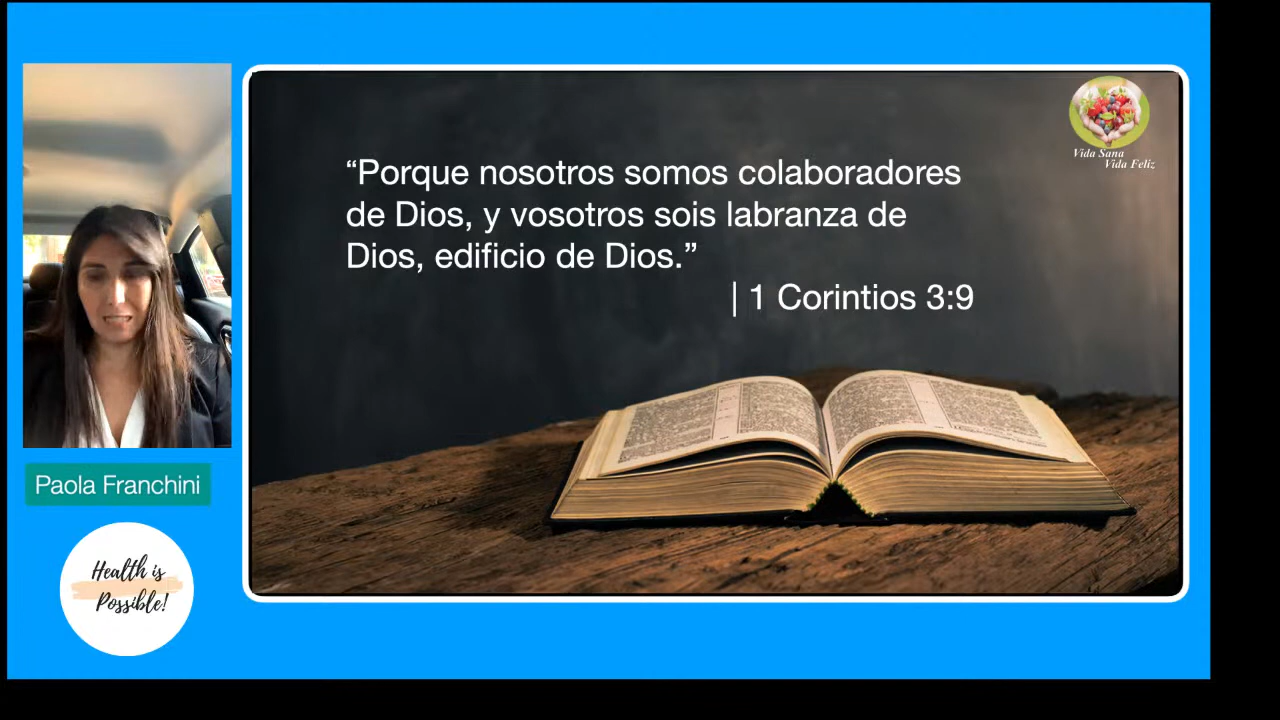 “Porque nosotros somos colaboradores
de Dios, y vosotros sois labranza de
Dios, edificio de Dios.”
| 1 Corintios 3:9
Vida Sana
Vida Feliz
Paola Franchini
Health is
Possible!